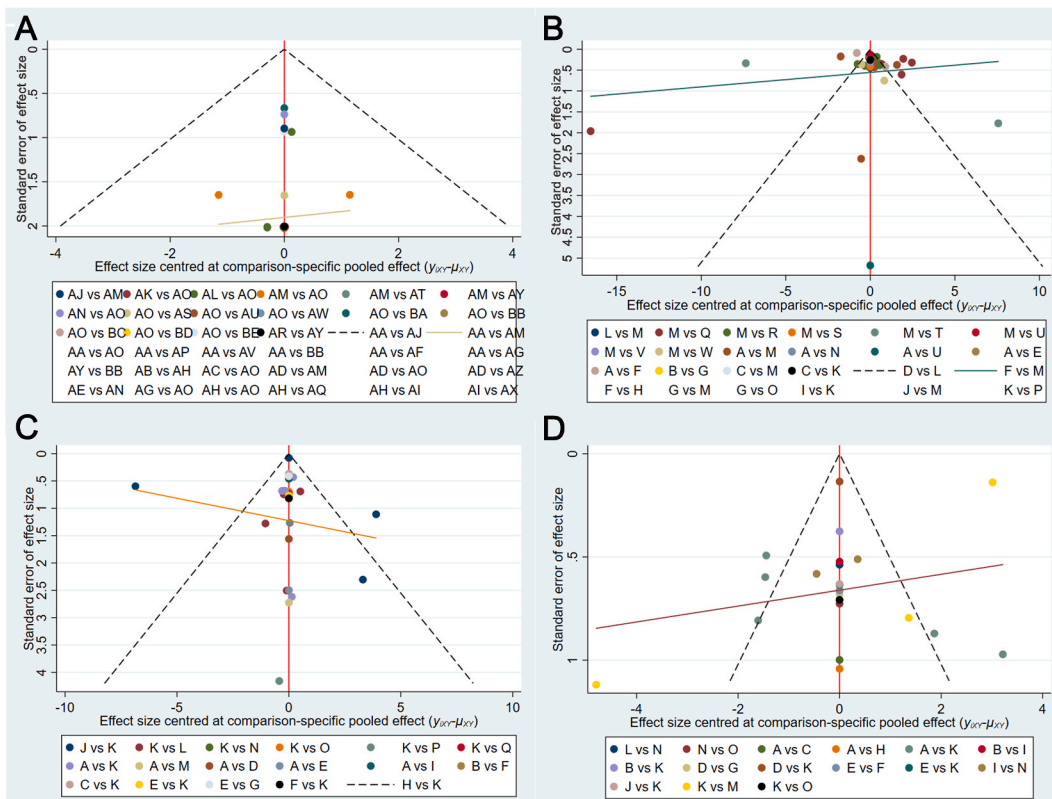 A
Standard error of effect size
0
.5
1
1.5
2
-4
-2
0
2
4
Effect size centred at comparison-specific pooled effect (yiXY-μXY)
AJ vs AM AK vs AO AL vs AO AM vs AO AM vs AT AM vs AY
AN vs AO AO vs AS AO vs AU AO vs AW AO vs BA AO vs BB
AO vs BC AO vs BD AO vs BE AR vs AY AA vs AJ AA vs AM
AA vs AO AA vs AP AA vs AV AA vs BB AA vs AF AA vs AG
AY vs BB AB vs AH AC vs AO AD vs AM AD vs AO AD vs AZ
AE vs AN AG vs AO AH vs AO AH vs AQ AH vs AI AI vs AX
B
Standard error of effect size
0
.5
1
1.5
2
2.5
3
3.5
4
4.5
5
-15
-10
-5
0
5
10
Effect size centred at comparison-specific pooled effect (yiXY-μXY)
L vs M M vs Q M vs R M vs S M vs T M vs U
M vs V M vs W A vs M A vs N A vs U A vs E
A vs F B vs G C vs M C vs K D vs L F vs M
F vs H G vs M G vs O I vs K J vs M K vs P
C
Standard error of effect size
0
.5
1
1.5
2
2.5
3
3.5
4
-10
-5
0
5
10
Effect size centred at comparison-specific pooled effect (yiXY-μXY)
J vs K K vs L K vs N K vs O K vs P K vs Q
A vs K A vs M A vs D A vs E A vs I B vs F
C vs K E vs K E vs G F vs K H vs K
D
Standard error of effect size
0
.5
1
-4
-2
0
2
4
Effect size centred at comparison-specific pooled effect (yiXY-μXY)
L vs N N vs O A vs C A vs H A vs K B vs I
B vs K D vs G D vs K E vs F E vs K I vs N
J vs K K vs M K vs O